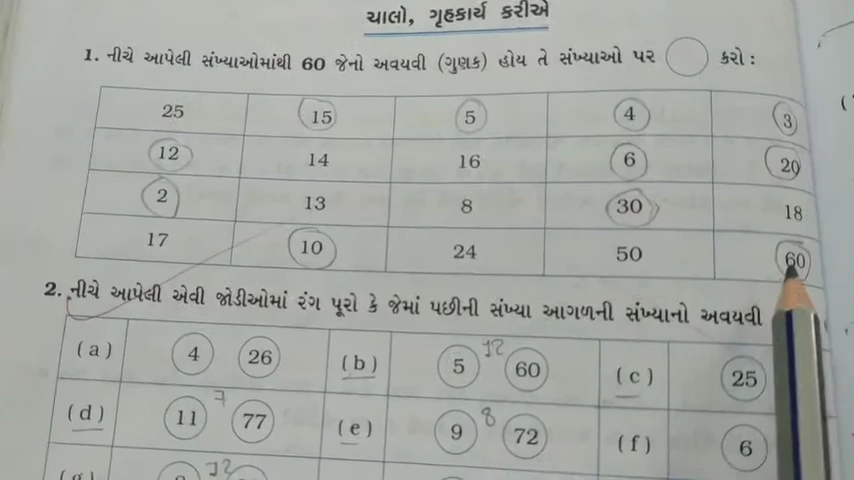 ચાલો, ગૃહકાર્ય કરીએ
1. નીચે આપેલી સંખ્યાઓમાંથી 60 જેનો અવયવી (ગુણક) હોય તે સંખ્યાઓ પર ◯ કરો :
25 15 5 4 3
12 14 16 6 20
2 13 8 30 18
17 10 24 50 60
2. નીચે આપેલી એવી જોડીઓમાં રંગ પૂરો કે જેમાં પછીની સંખ્યા આગળની સંખ્યાનો અવયવી
(a) 4 26 (b) 5 12 60 (c) 25
(d) 11 7 77 (e) 9 8 72 (f) 6
12